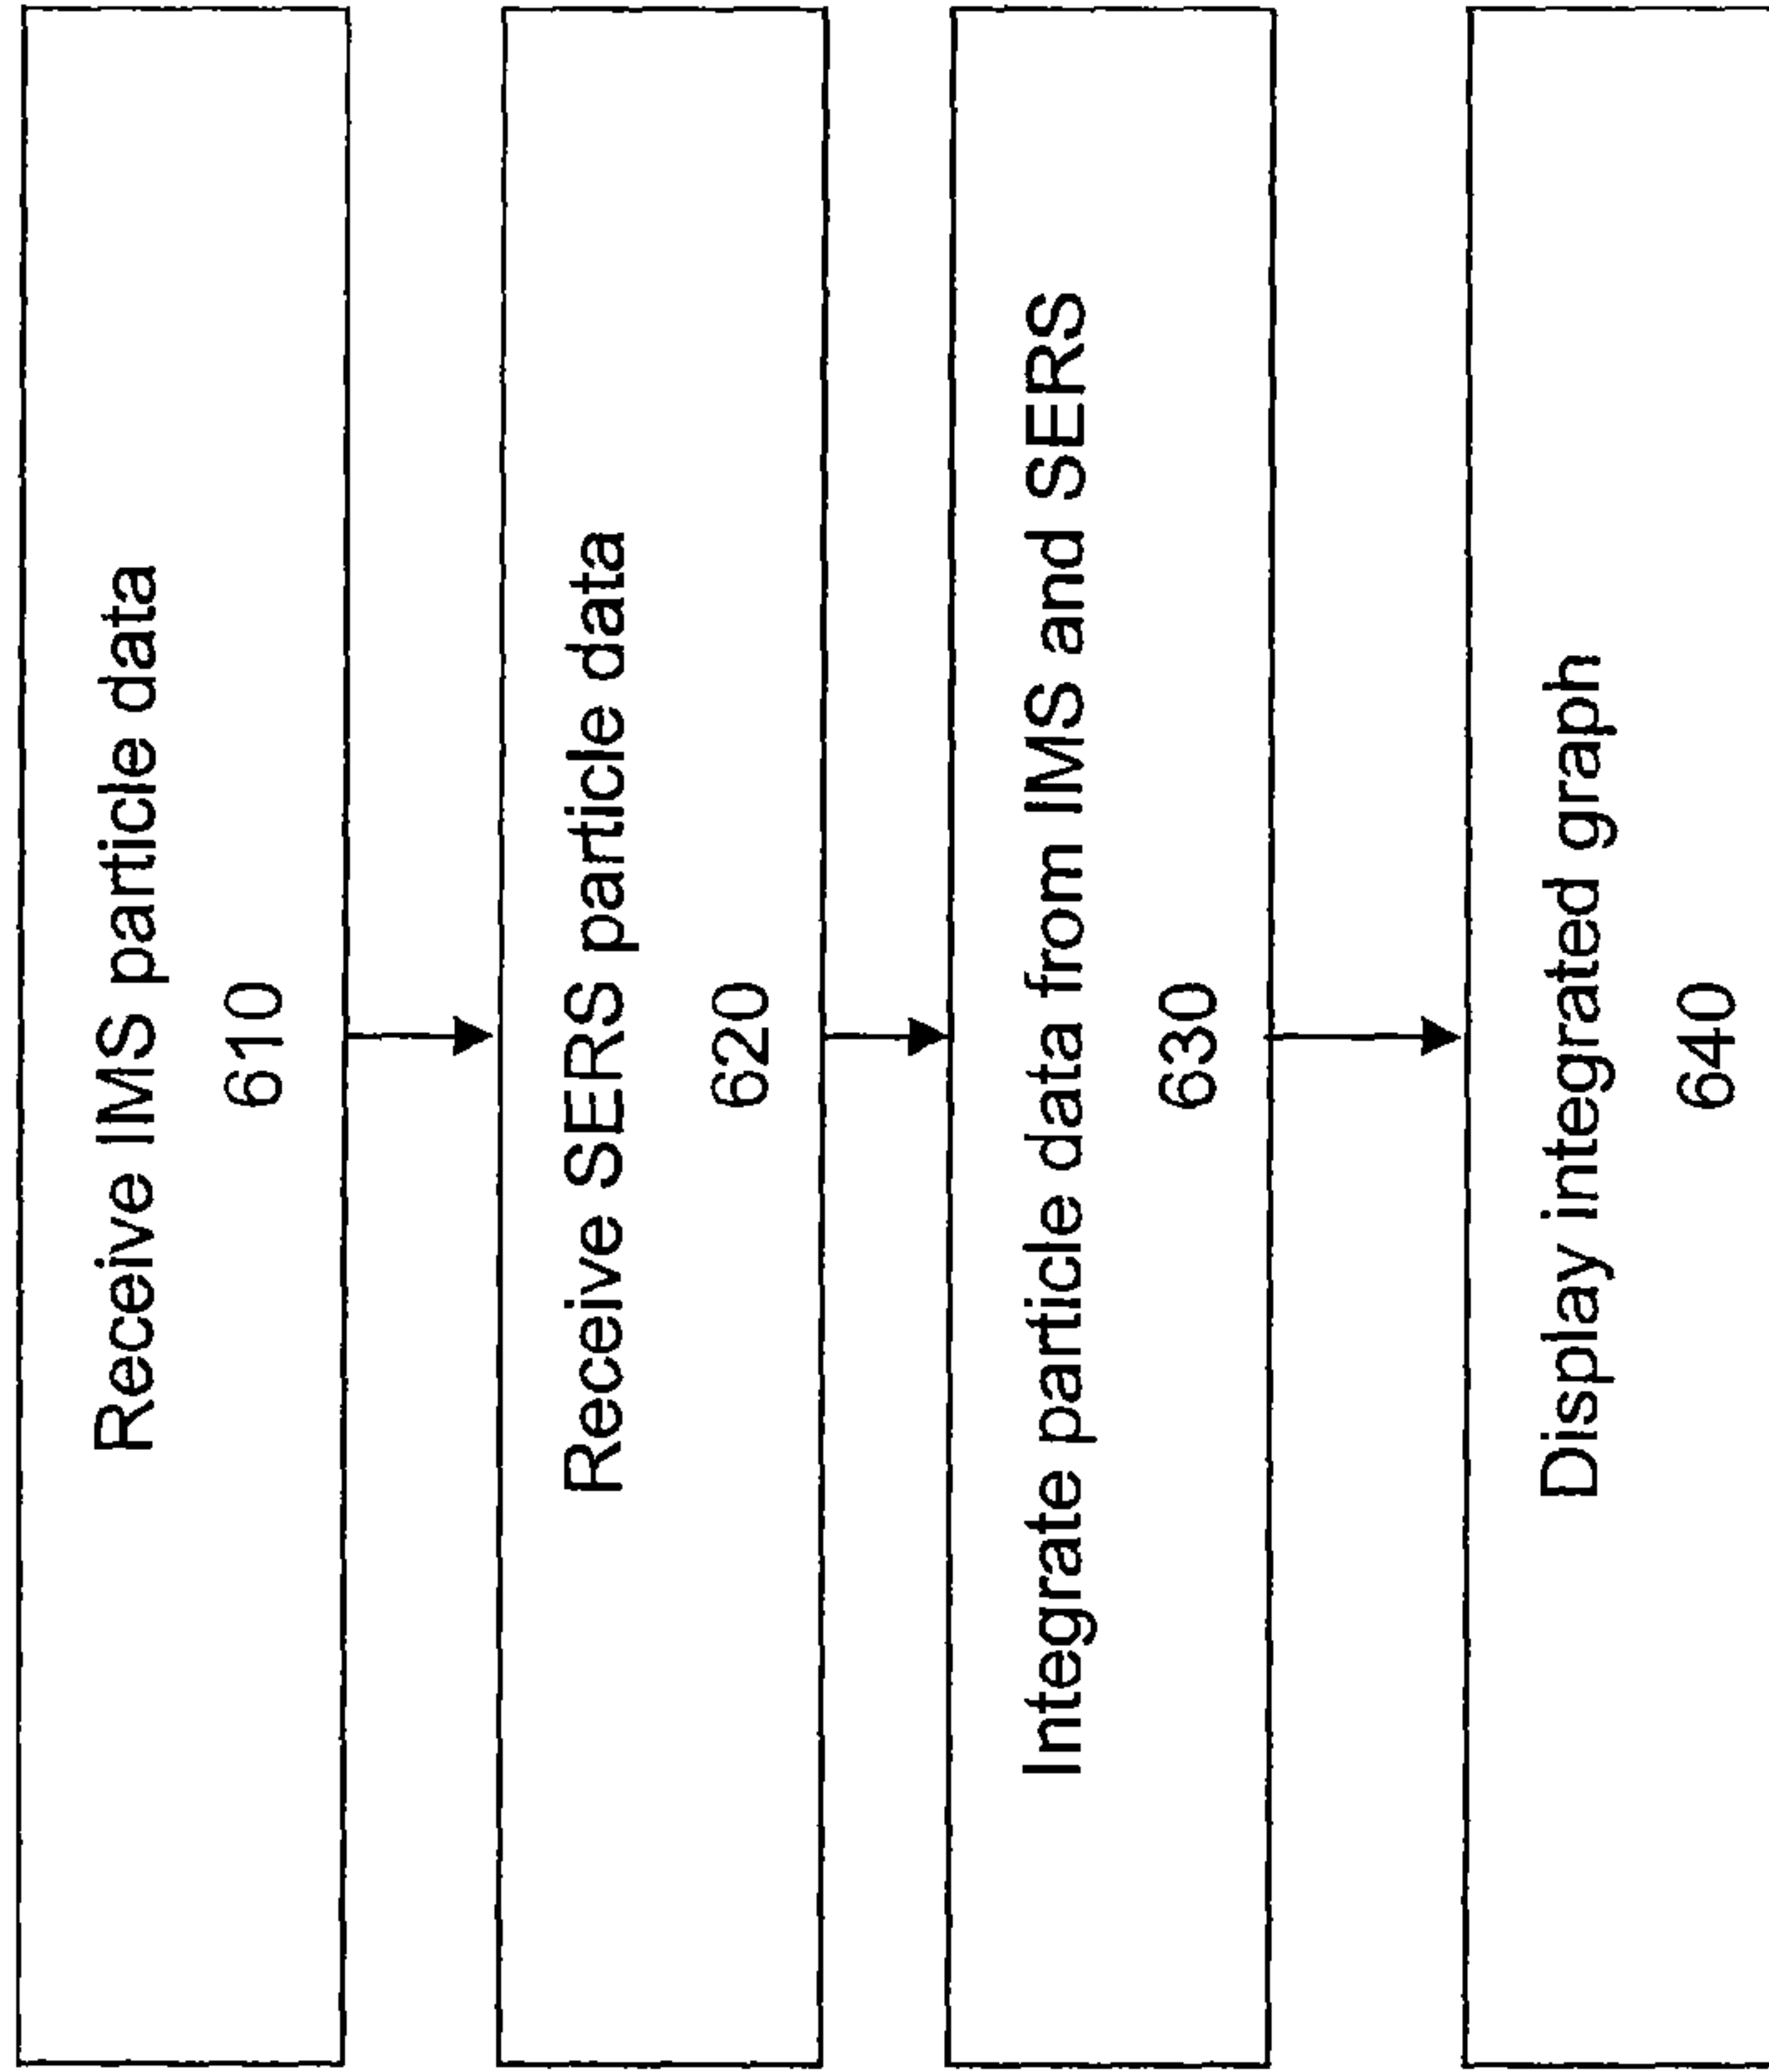 Receive IMS particle data
610
Receive SERS particle data
620
Integrate particle data from IMS and SERS
630
Display integrated graph
640